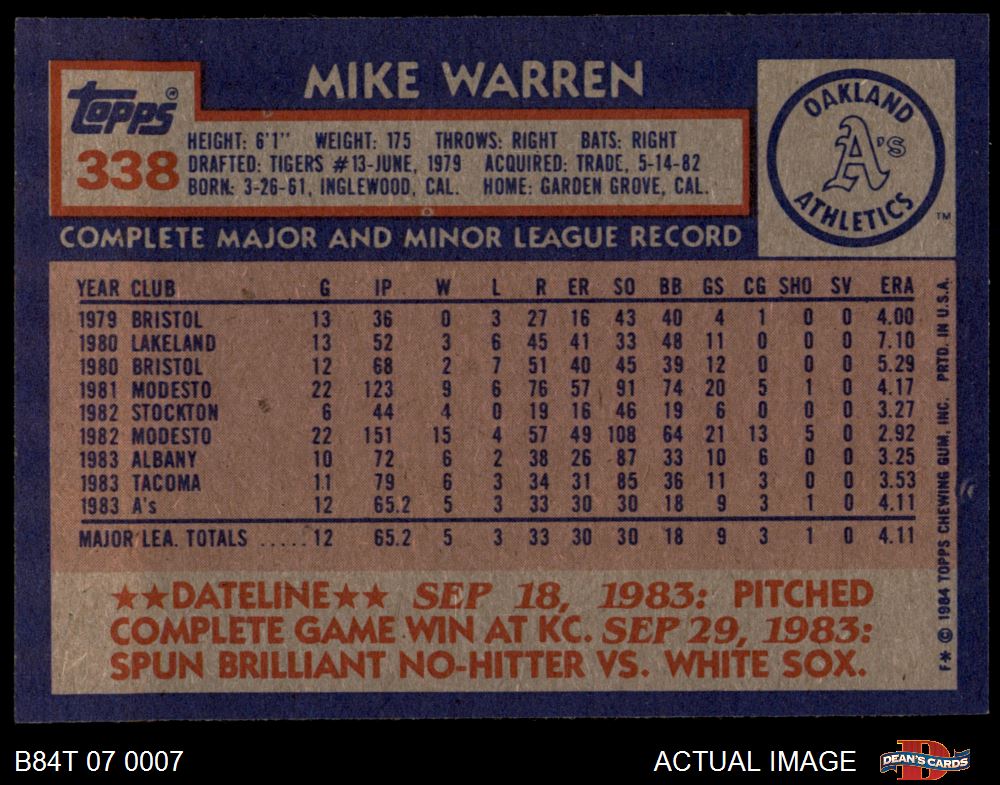 MIKE WARREN
Topps®
338
HEIGHT: 6'1" WEIGHT: 175 THROWS: RIGHT BATS: RIGHT
DRAFTED: TIGERS #13-JUNE, 1979 ACQUIRED: TRADE, 5-14-82
BORN: 3-26-61, INGLEWOOD, CAL. HOME: GARDEN GROVE, CAL.
OAKLAND
A's
ATHLETICS
TM
COMPLETE MAJOR AND MINOR LEAGUE RECORD
YEAR CLUB G IP W L R ER SO BB GS CG SHO SV ERA
1979 BRISTOL 13 36 0 3 27 16 43 40 4 1 0 0 4.00
1980 LAKELAND 13 52 3 6 45 41 33 48 11 0 0 0 7.10
1980 BRISTOL 12 68 2 7 51 40 45 39 12 0 0 0 5.29
1981 MODESTO 22 123 9 6 76 57 91 74 20 5 1 0 4.17
1982 STOCKTON 6 44 4 0 19 16 46 19 6 0 0 0 3.27
1982 MODESTO 22 151 15 4 57 49 108 64 21 13 5 0 2.92
1983 ALBANY 10 72 6 2 38 26 87 33 10 6 0 0 3.25
1983 TACOMA 11 79 6 3 34 31 85 36 11 3 0 0 3.53
1983 A's 12 65.2 5 3 33 30 30 18 9 3 1 0 4.11
MAJOR LEA. TOTALS ..... 12 65.2 5 3 33 30 30 18 9 3 1 0 4.11
★★DATELINE★★ SEP 18, 1983: PITCHED
COMPLETE GAME WIN AT KC. SEP 29, 1983:
SPUN BRILLIANT NO-HITTER VS. WHITE SOX.
F* © 1984 TOPPS CHEWING GUM, INC. PRTD. IN U.S.A.
B84T 07 0007
ACTUAL IMAGE
DEAN'S CARDS